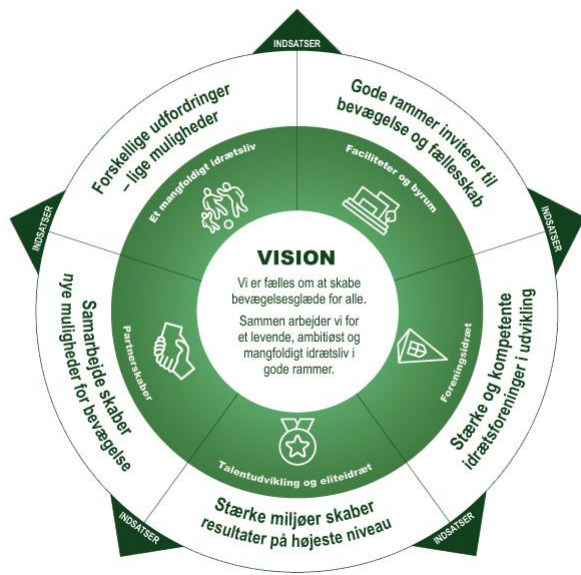 INDSATSER
Forskellige udfordringer
– lige muligheder
Gode rammer inviterer til
bevægelse og fællesskab
Et mangfoldigt idrætsliv
Faciliteter og byrum
INDSATSER
INDSATSER
VISION
Vi er fælles om at skabe
bevægelsesglæde for alle.
Sammen arbejder vi for
et levende, ambitiøst og
mangfoldigt idrætsliv i
gode rammer.
Samarbejde skaber
nye muligheder for bevægelse
Partnerskaber
Foreningsidræt
Stærke og kompetente
idrætsforeninger i udvikling
Talentudvikling og eliteidræt
Stærke miljøer skaber
resultater på højeste niveau
INDSATSER
INDSATSER